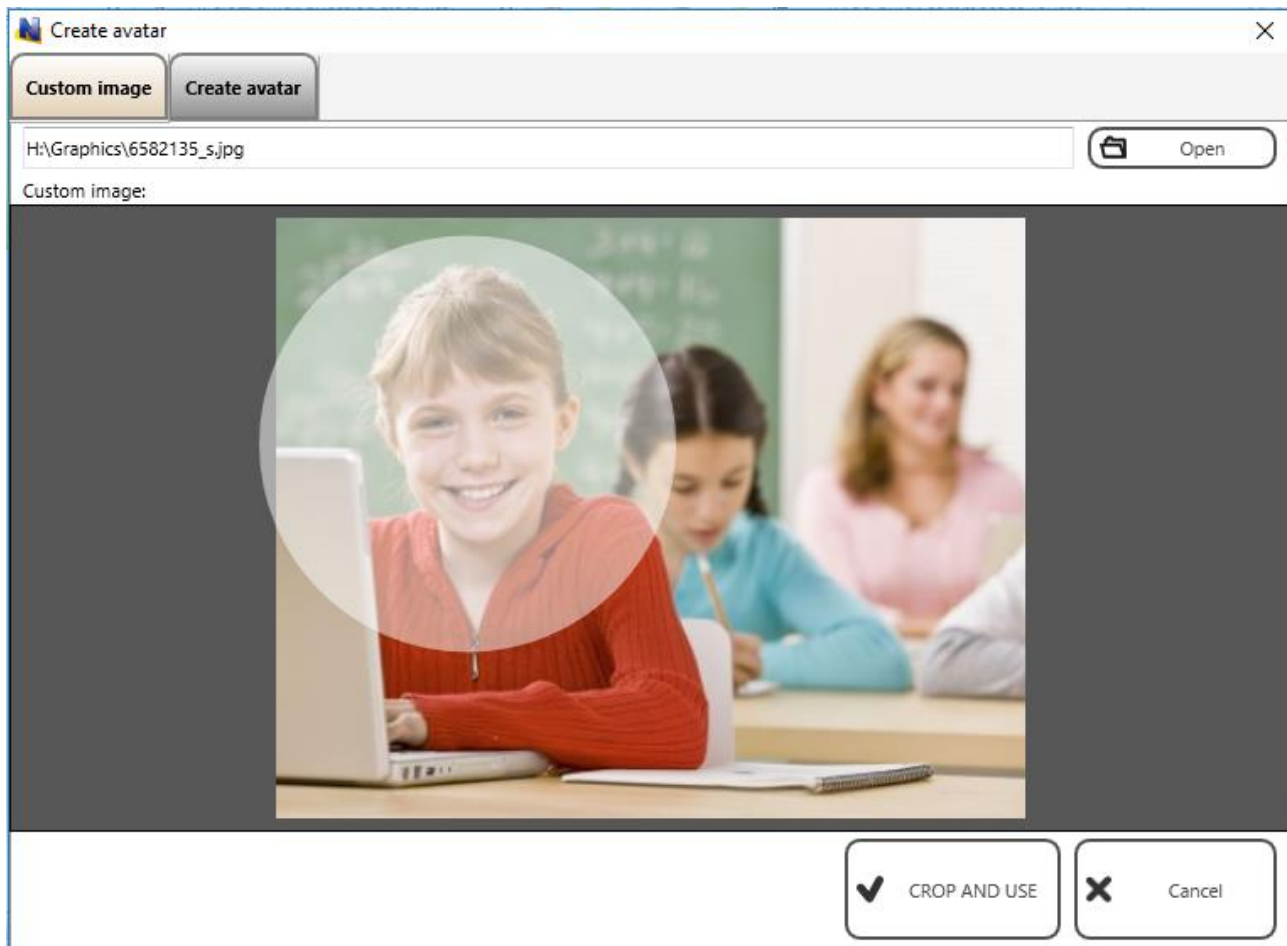 Create avatar
Custom image
Create avatar
H:\Graphics\6582135_s.jpg
Open
Custom image:
CROP AND USE
Cancel